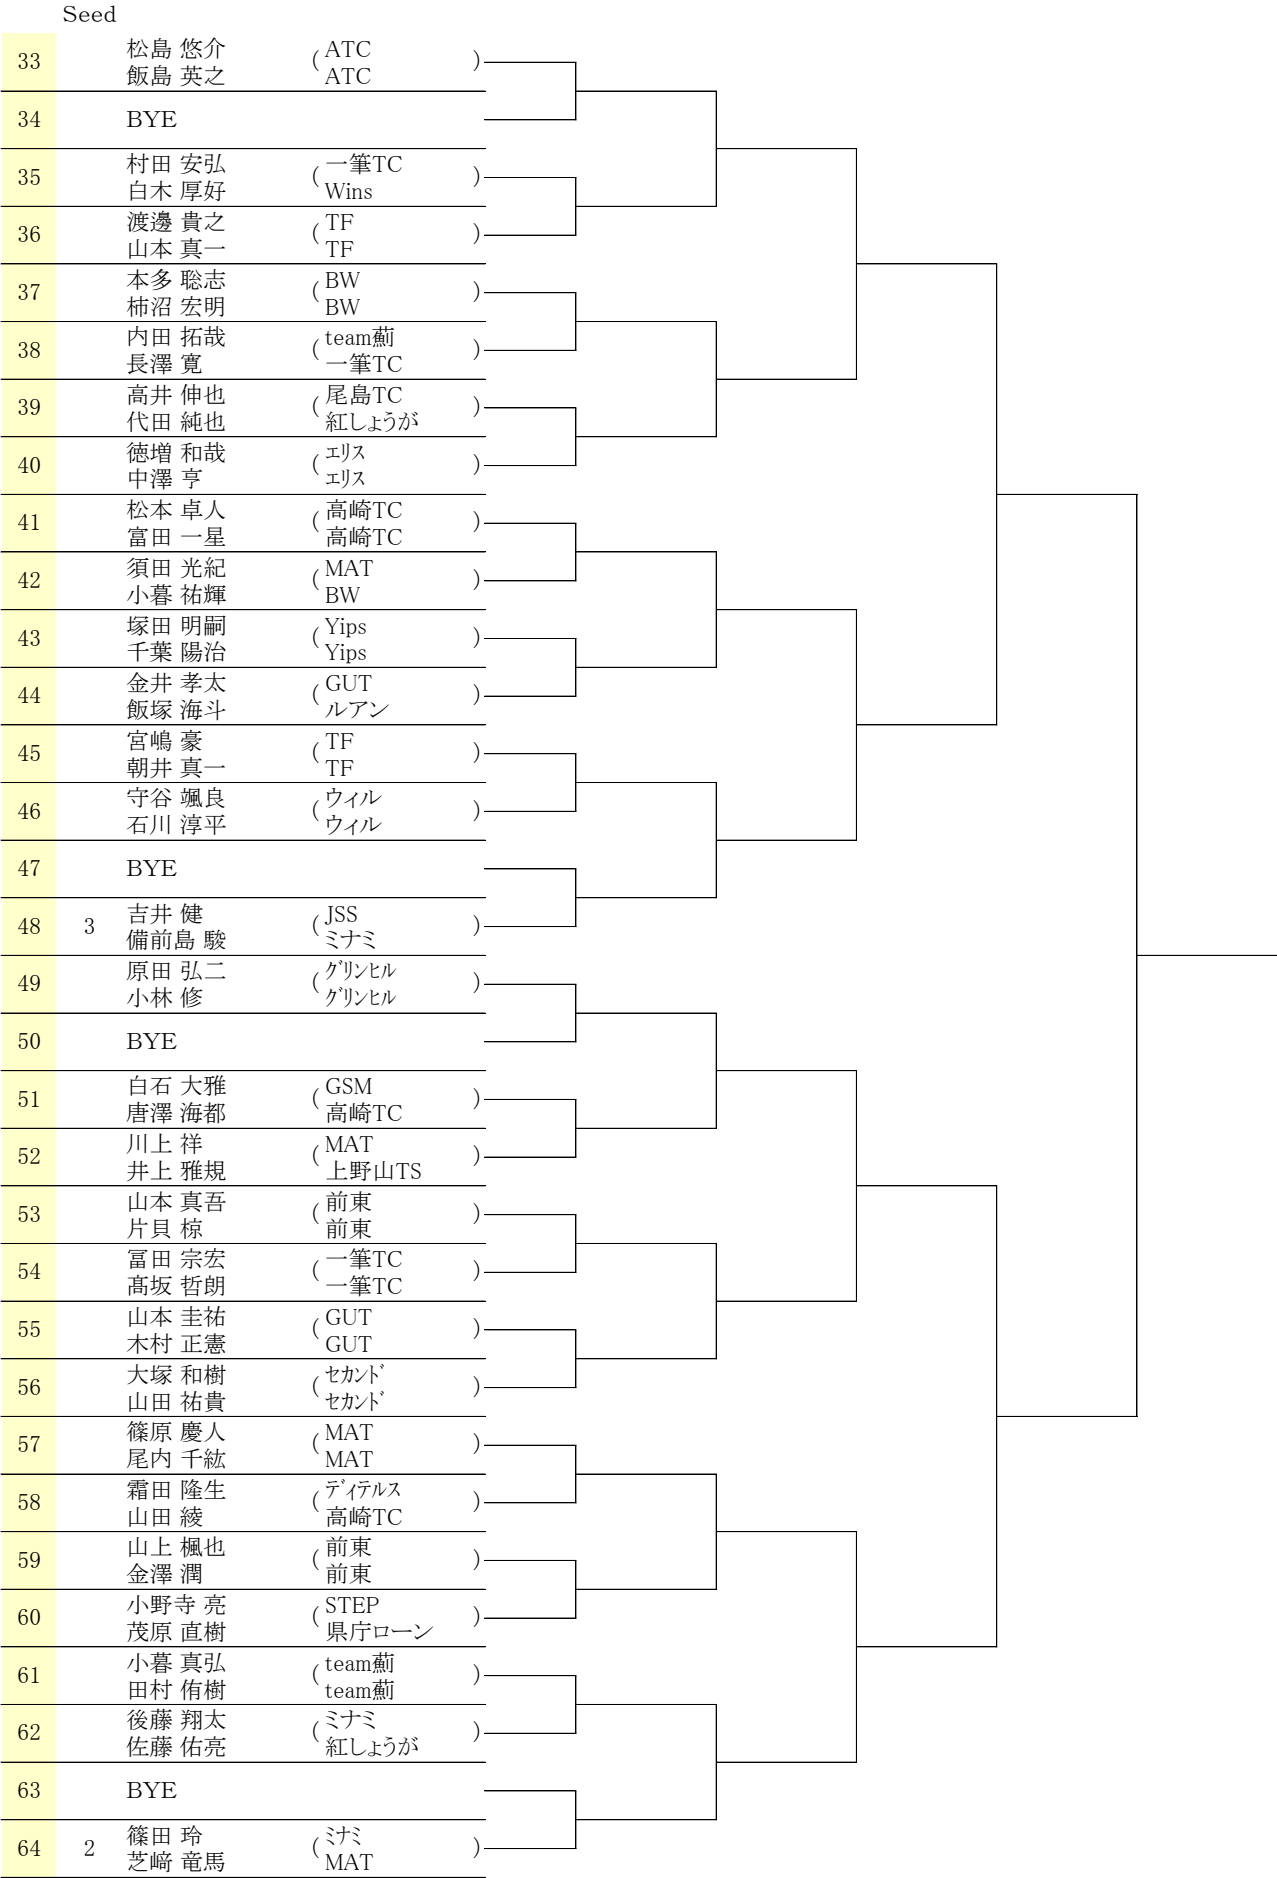 Seed
33 松島 悠介 ( ATC )
飯島 英之 ATC
34 BYE
35 村田 安弘 ( 一筆TC )
白木 厚好 Wins
36 渡邊 貴之 ( TF )
山本 真一 TF
37 本多 聡志 ( BW )
柿沼 宏明 BW
38 内田 拓哉 ( team薊 )
長澤 寛 一筆TC
39 高井 伸也 ( 尾島TC )
代田 純也 紅しょうが
40 徳増 和哉 ( エリス )
中澤 亨 エリス
41 松本 卓人 ( 高崎TC )
富田 一星 高崎TC
42 須田 光紀 ( MAT )
小暮 祐輝 BW
43 塚田 明嗣 ( Yips )
千葉 陽治 Yips
44 金井 孝太 ( GUT )
飯塚 海斗 ルアン
45 宮嶋 豪 ( TF )
朝井 真一 TF
46 守谷 颯良 ( ウィル )
石川 淳平 ウィル
47 BYE
48 3 吉井 健 ( JSS )
備前島 駿 ミナミ
49 原田 弘二 ( グリンヒル )
小林 修 グリンヒル
50 BYE
51 白石 大雅 ( GSM )
唐澤 海都 高崎TC
52 川上 祥 ( MAT )
井上 雅規 上野山TS
53 山本 真吾 ( 前東 )
片貝 椋 前東
54 冨田 宗宏 ( 一筆TC )
髙坂 哲朗 一筆TC
55 山本 圭祐 ( GUT )
木村 正憲 GUT
56 大塚 和樹 ( セカンド )
山田 祐貴 セカンド
57 篠原 慶人 ( MAT )
尾内 千紘 MAT
58 霜田 隆生 ( ディテルス )
山田 綾 高崎TC
59 山上 楓也 ( 前東 )
金澤 潤 前東
60 小野寺 亮 ( STEP )
茂原 直樹 県庁ローン
61 小暮 真弘 ( team薊 )
田村 侑樹 team薊
62 後藤 翔太 ( ミナミ )
佐藤 佑亮 紅しょうが
63 BYE
64 2 篠田 玲 ( ミナミ )
芝﨑 竜馬 MAT